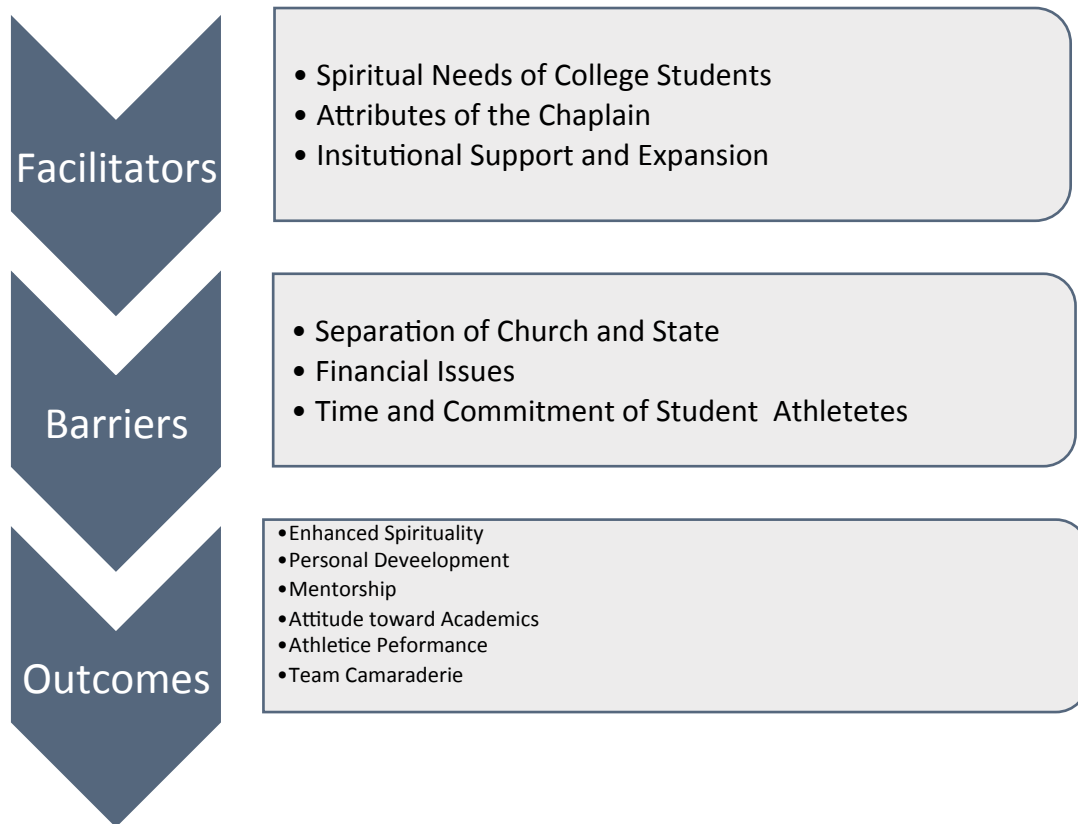 Facilitators
• Spiritual Needs of College Students
• Attributes of the Chaplain
• Insitutional Support and Expansion
Barriers
• Separation of Church and State
• Financial Issues
• Time and Commitment of Student  Athletetes
Outcomes
•Enhanced Spirituality
•Personal Deveelopment
•Mentorship
•Attitude toward Academics
•Athletice Peformance
•Team Camaraderie